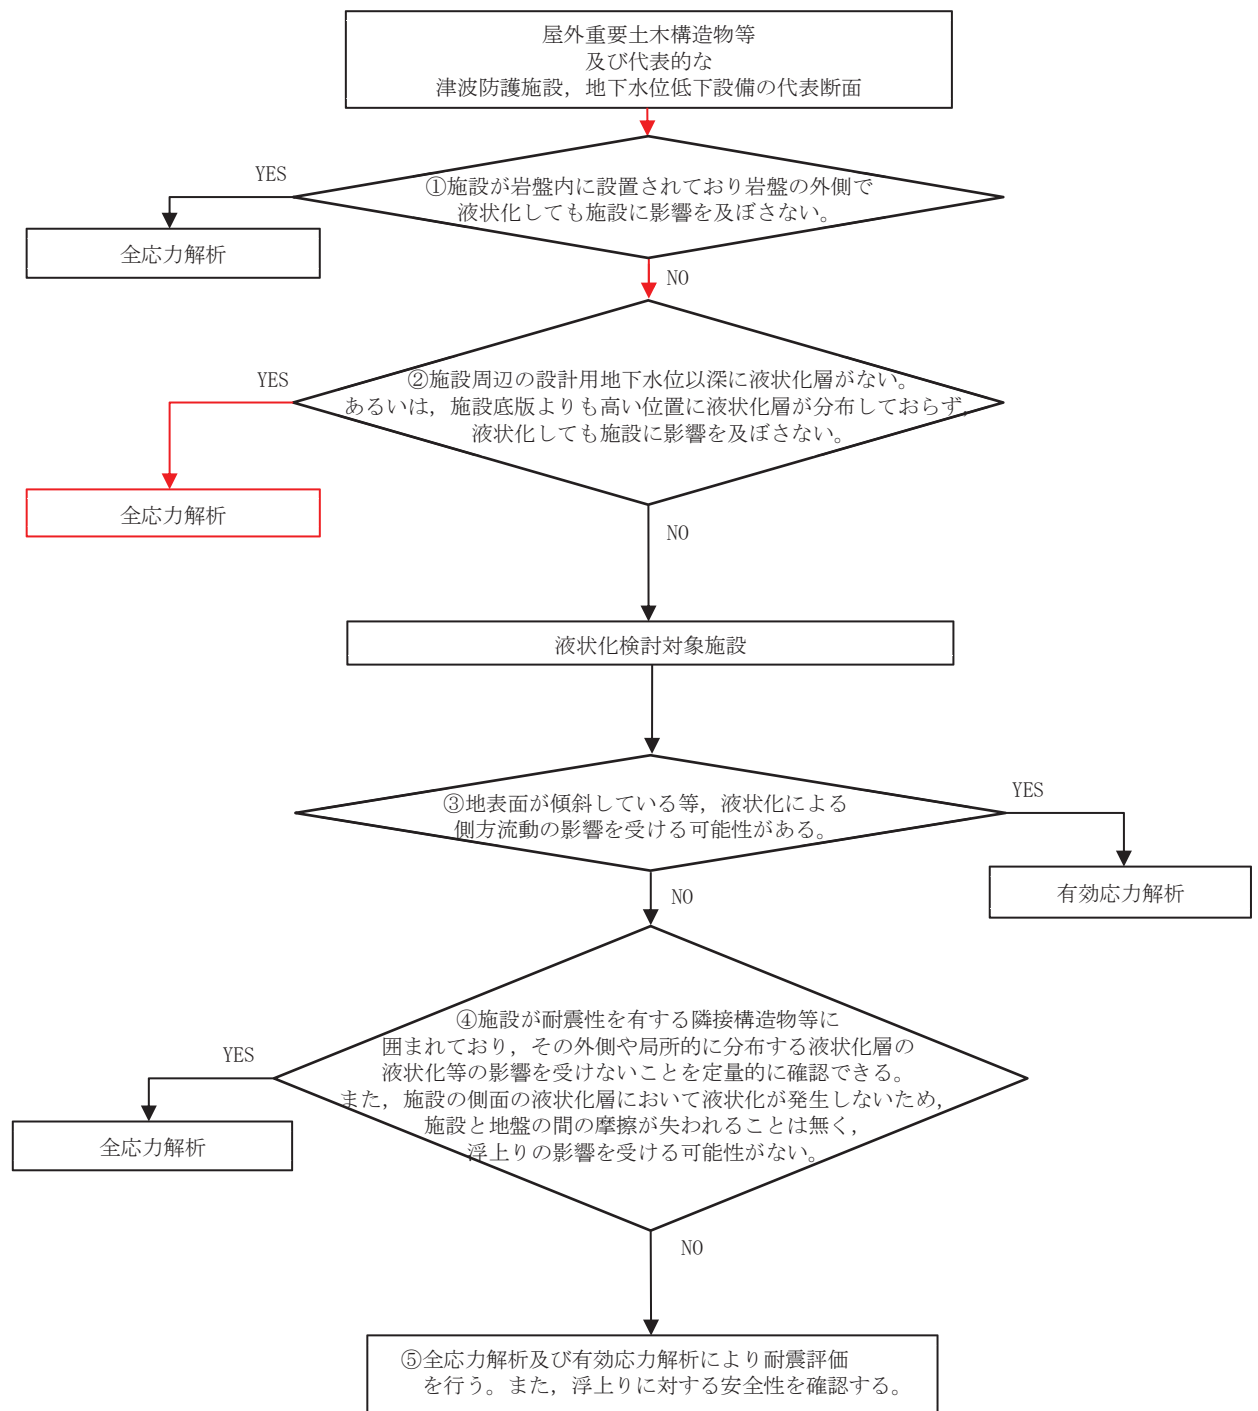 屋外重要土木構造物等
及び代表的な
津波防護施設，地下水位低下設備の代表断面
YES
①施設が岩盤内に設置されており岩盤の外側で
液状化しても施設に影響を及ぼさない。
全応力解析
NO
YES
②施設周辺の設計用地下水位以深に液状化層がない。
あるいは，施設底版よりも高い位置に液状化層が分布しておらず，
液状化しても施設に影響を及ぼさない。
全応力解析
NO
液状化検討対象施設
③地表面が傾斜している等，液状化による
側方流動の影響を受ける可能性がある。
YES
有効応力解析
NO
④施設が耐震性を有する隣接構造物等に
囲まれており，その外側や局所的に分布する液状化層の
液状化等の影響を受けないことを定量的に確認できる。
また，施設の側面の液状化層において液状化が発生しないため，
施設と地盤の間の摩擦が失われることは無く，
浮上りの影響を受ける可能性がない。
YES
全応力解析
NO
⑤全応力解析及び有効応力解析により耐震評価
を行う。また，浮上りに対する安全性を確認する。